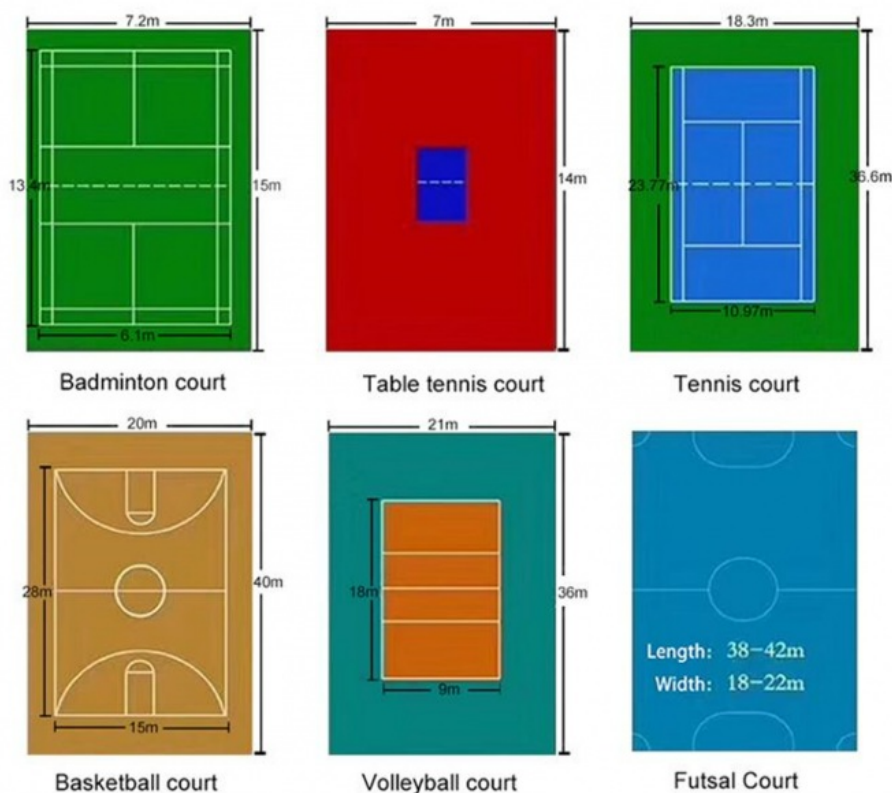 7.2m
7m
18.3m
13.4m
15m
14m
23.77m
36.6m
6.1m
10.97m
Badminton court
Table tennis court
Tennis court
20m
21m
28m
40m
18m
36m
Length: 38-42m
Width: 18-22m
15m
9m
Basketball court
Volleyball court
Futsal Court